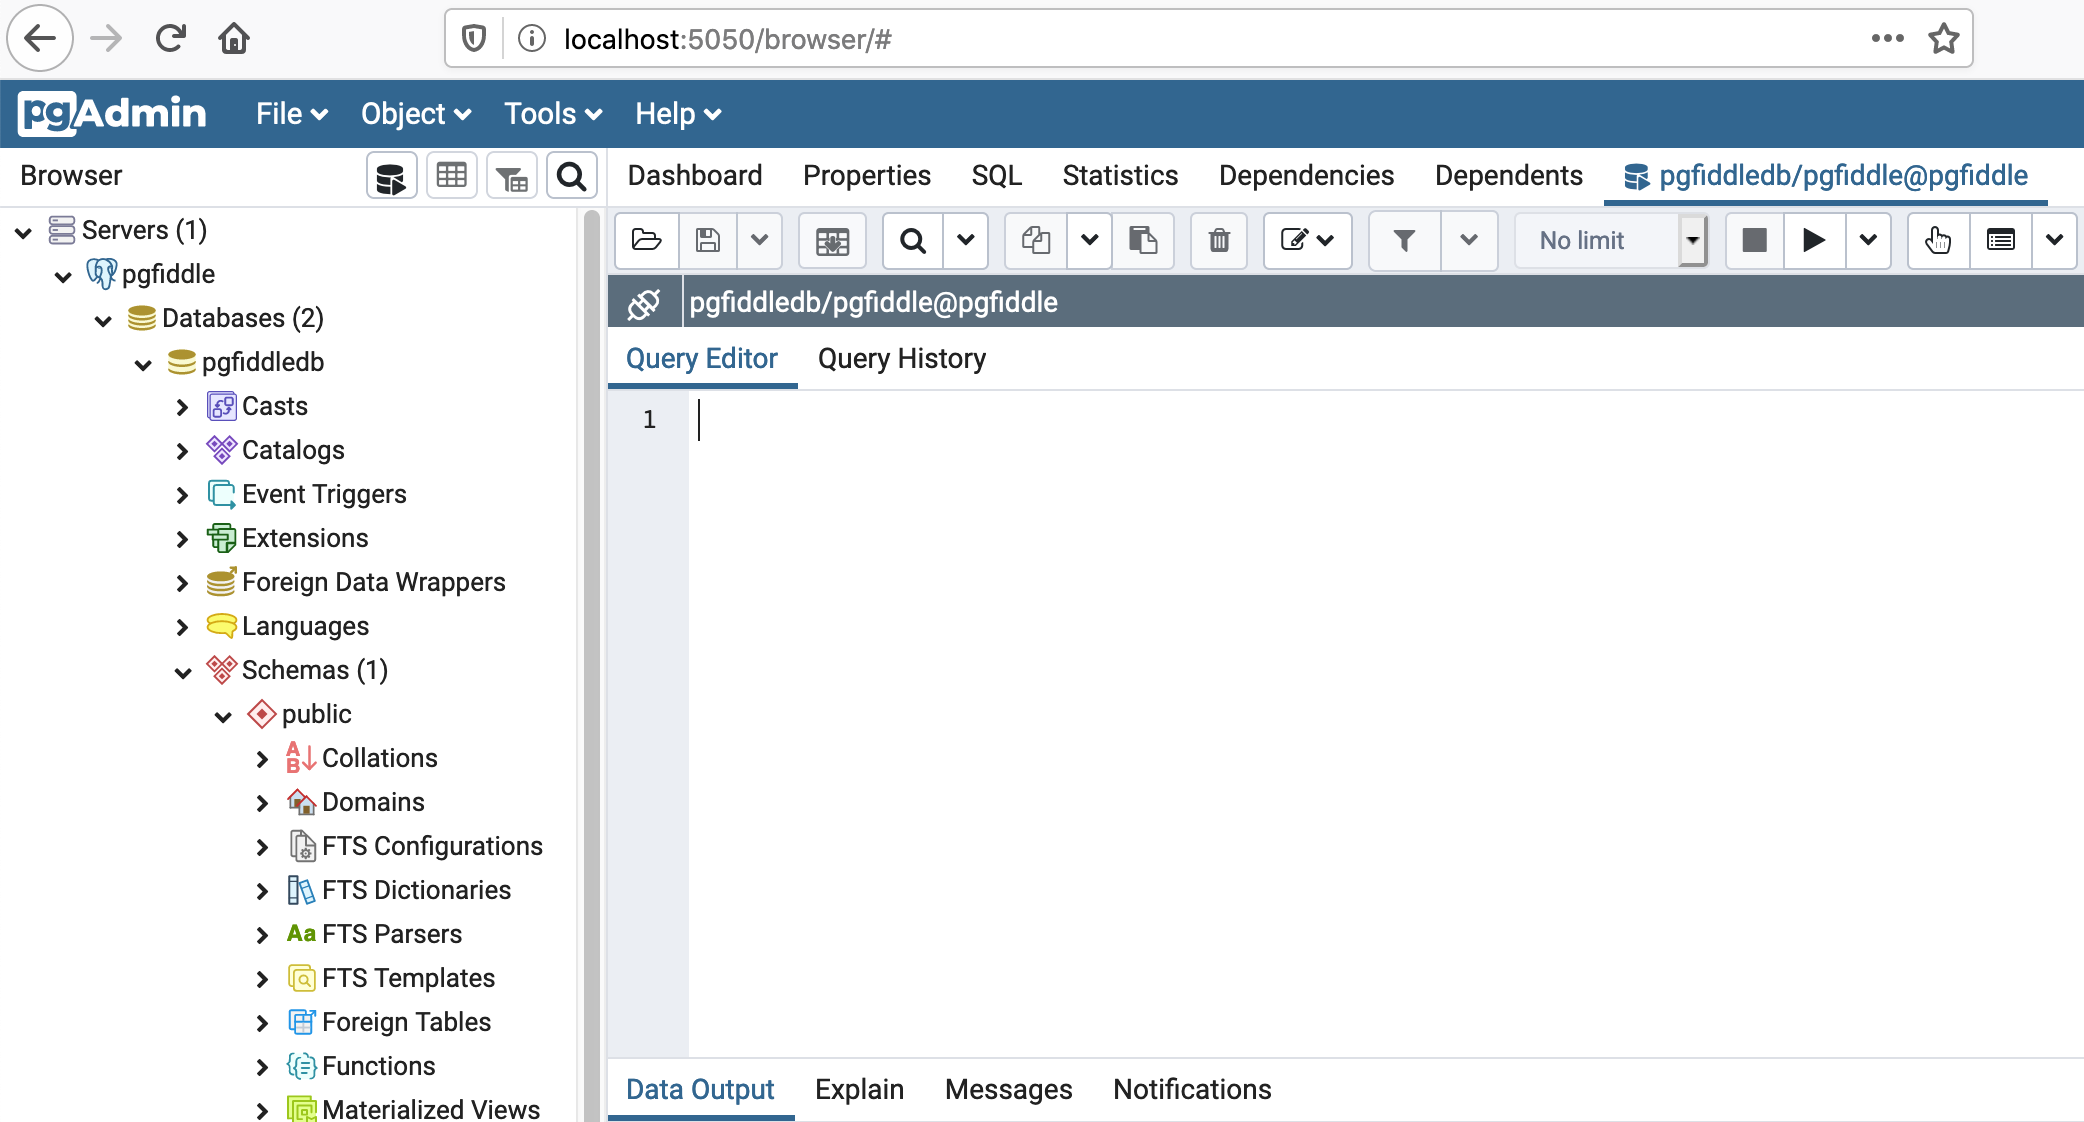 localhost:5050/browser/#
pgAdmin File Object Tools Help
Browser
Dashboard Properties SQL Statistics Dependencies Dependents pgfiddledb/pgfiddle@pgfiddle
No limit
pgfiddledb/pgfiddle@pgfiddle
Query Editor Query History
1
Servers (1)
pgfiddle
Databases (2)
pgfiddledb
Casts
Catalogs
Event Triggers
Extensions
Foreign Data Wrappers
Languages
Schemas (1)
public
Collations
Domains
FTS Configurations
FTS Dictionaries
Aa FTS Parsers
FTS Templates
Foreign Tables
Functions
Materialized Views
Data Output Explain Messages Notifications